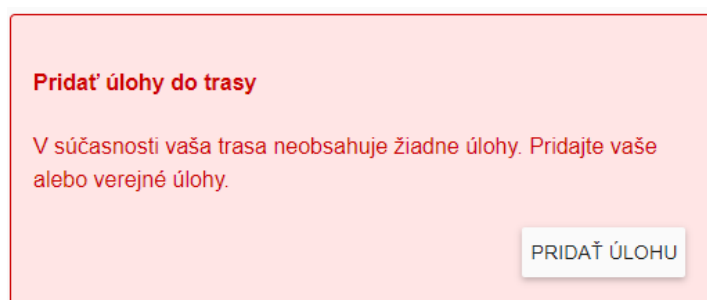 Pridať úlohy do trasy
V súčasnosti vaša trasa neobsahuje žiadne úlohy. Pridajte vaše
alebo verejné úlohy.
PRIDAŤ ÚLOHU